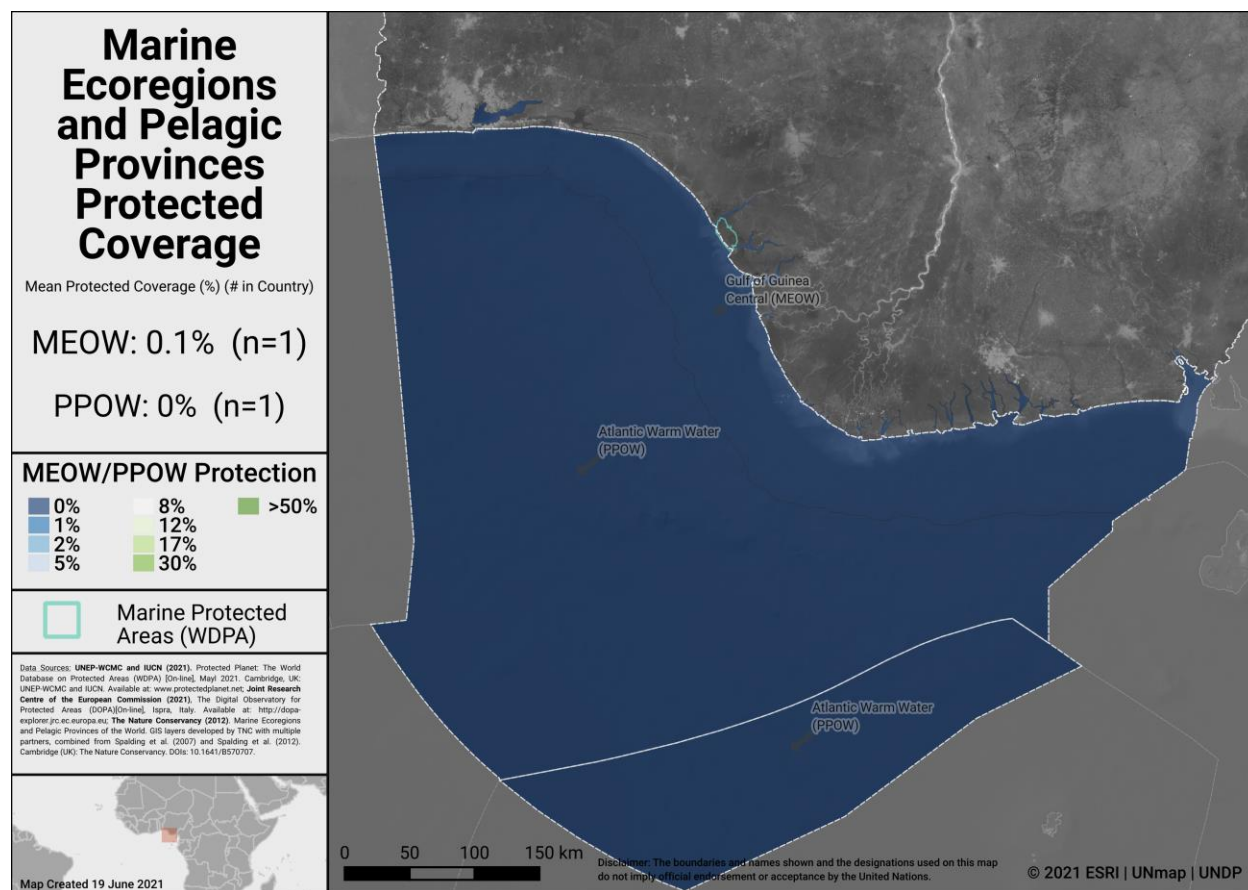 Marine
Ecoregions
and Pelagic
Provinces
Protected
Coverage
Mean Protected Coverage (%) (# in Country)
MEOW: 0.1% (n=1)
PPOW: 0% (n=1)
MEOW/PPOW Protection
0%
1%
2%
5%
8%
12%
17%
30%
>50%
Marine Protected
Areas (WDPA)
Data Sources: UNEP-WCMC and IUCN (2021). Protected Planet: The World
Database on Protected Areas (WDPA) [On-line], Mayl 2021. Cambridge, UK:
UNEP-WCMC and IUCN. Available at: www.protectedplanet.net; Joint Research
Centre of the European Commission (2021), The Digital Observatory for
Protected Areas (DOPA)[On-line], Ispra, Italy. Available at: http://dopa-
explorer.jrc.ec.europa.eu; The Nature Conservancy (2012). Marine Ecoregions
and Pelagic Provinces of the World. GIS layers developed by TNC with multiple
partners, combined from Spalding et al. (2007) and Spalding et al. (2012).
Cambridge (UK): The Nature Conservancy. DOIs: 10.1641/B570707.
Map Created 19 June 2021
Gulf of Guinea
Central (MEOW)
Atlantic Warm Water
(PPOW)
Atlantic Warm Water
(PPOW)
0 50 100 150 km
Disclaimer: The boundaries and names shown and the designations used on this map
do not imply official endorsement or acceptance by the United Nations.
© 2021 ESRI | UNmap | UNDP